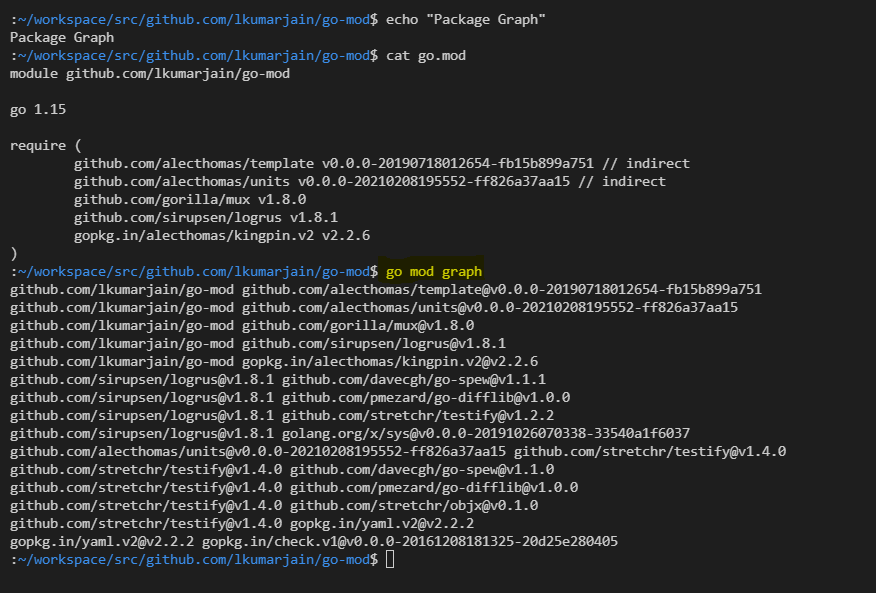 :~/workspace/src/github.com/lkumarjain/go-mod$ echo "Package Graph"
Package Graph
:~/workspace/src/github.com/lkumarjain/go-mod$ cat go.mod
module github.com/lkumarjain/go-mod
go 1.15
require (
github.com/alecthomas/template v0.0.0-20190718012654-fb15b899a751 // indirect
github.com/alecthomas/units v0.0.0-20210208195552-ff826a37aa15 // indirect
github.com/gorilla/mux v1.8.0
github.com/sirupsen/logrus v1.8.1
gopkg.in/alecthomas/kingpin.v2 v2.2.6
)
:~/workspace/src/github.com/lkumarjain/go-mod$ go mod graph
github.com/lkumarjain/go-mod github.com/alecthomas/template@v0.0.0-20190718012654-fb15b899a751
github.com/lkumarjain/go-mod github.com/alecthomas/units@v0.0.0-20210208195552-ff826a37aa15
github.com/lkumarjain/go-mod github.com/gorilla/mux@v1.8.0
github.com/lkumarjain/go-mod github.com/sirupsen/logrus@v1.8.1
github.com/lkumarjain/go-mod gopkg.in/alecthomas/kingpin.v2@v2.2.6
github.com/sirupsen/logrus@v1.8.1 github.com/davecgh/go-spew@v1.1.1
github.com/sirupsen/logrus@v1.8.1 github.com/pmezard/go-difflib@v1.0.0
github.com/sirupsen/logrus@v1.8.1 github.com/stretchr/testify@v1.2.2
github.com/sirupsen/logrus@v1.8.1 golang.org/x/sys@v0.0.0-20191026070338-33540a1f6037
github.com/alecthomas/units@v0.0.0-20210208195552-ff826a37aa15 github.com/stretchr/testify@v1.4.0
github.com/stretchr/testify@v1.4.0 github.com/davecgh/go-spew@v1.1.0
github.com/stretchr/testify@v1.4.0 github.com/pmezard/go-difflib@v1.0.0
github.com/stretchr/testify@v1.4.0 github.com/stretchr/objx@v0.1.0
github.com/stretchr/testify@v1.4.0 gopkg.in/yaml.v2@v2.2.2
gopkg.in/yaml.v2@v2.2.2 gopkg.in/check.v1@v0.0.0-20161208181325-20d25e280405
:~/workspace/src/github.com/lkumarjain/go-mod$